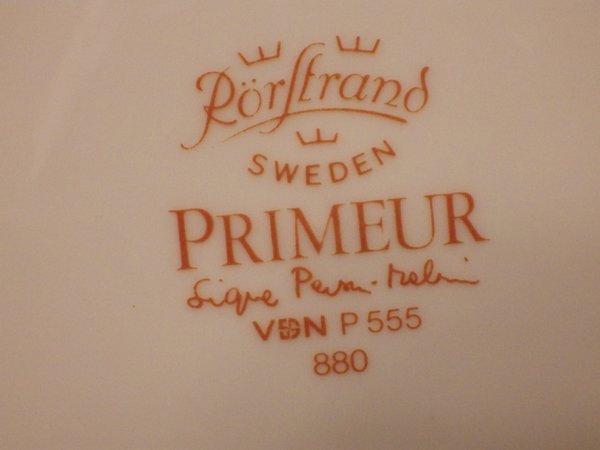 Rörstrand
SWEDEN
PRIMEUR
Signe Persson-Melin
VDN P 555
880